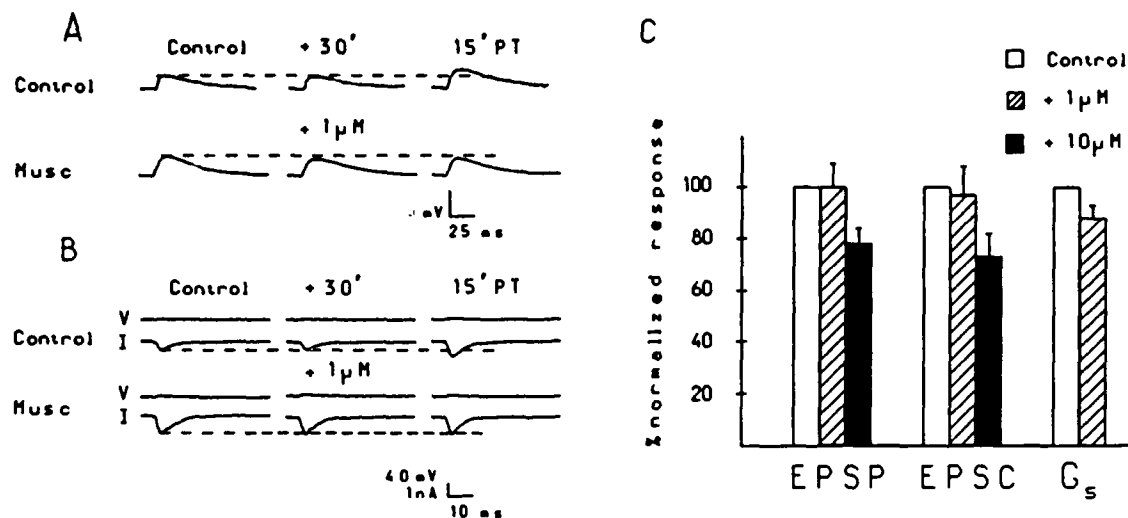 A
Control + 30' 15' PT
Control
+ 1μM
Musc
mV
25 ms
B
Control + 30' 15' PT
V
Control I
+ 1μM
V
Musc I
40 mV
1nA
10 ms
C
Control
+ 1μM
+ 10μM
%normalized response
100
80
60
40
20
EPSP EPSC Gs